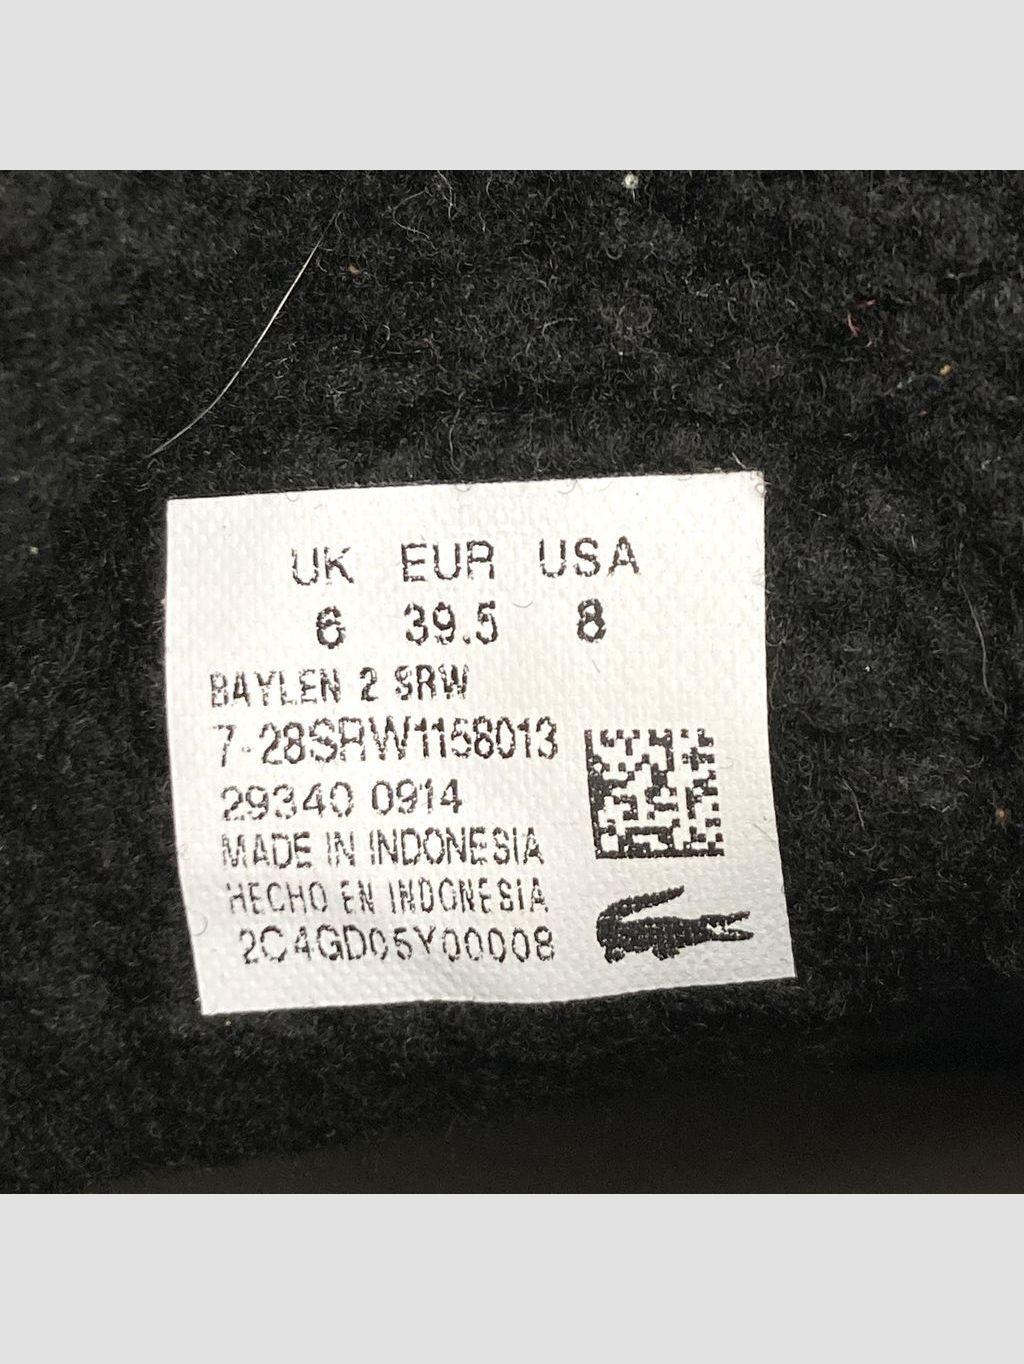 UK EUR USA
6 39.5 8
BAYLEN 2 SRW
7-28SRW1158013
29340 0914
MADE IN INDONESIA
HECHO EN INDONESIA
2C4GD05Y00008